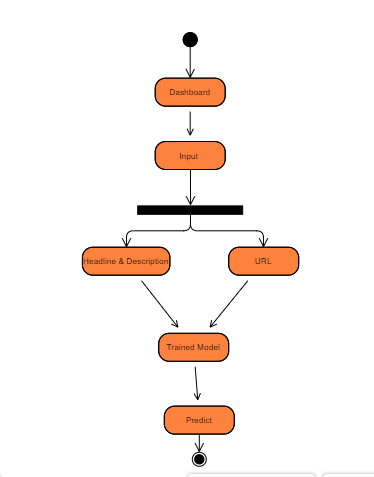 Dashboard
Input
Headline & Description
URL
Trained Model
Predict